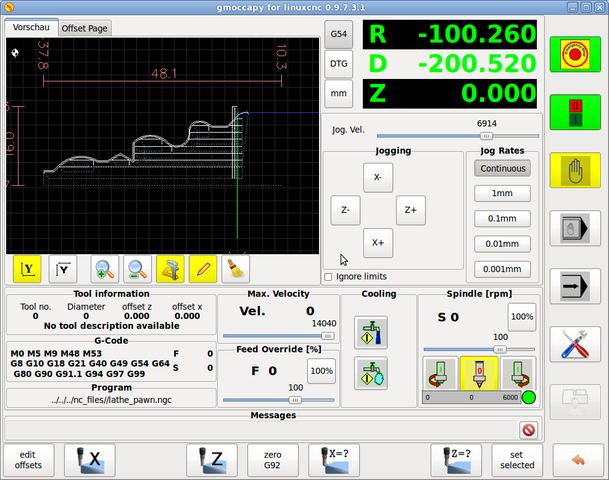 gmoccapy for linuxcnc 0.9.7.3.1
Vorschau
Offset Page
37.8
10.3
48.1
G54
R -100.260
DTG
D -200.520
mm
Z 0.000
Jog. Vel.
6914
Jogging
X-
Z-
Z+
X+
Ignore limits
Jog Rates
Continuous
1mm
0.1mm
0.01mm
0.001mm
Y
Y
Tool information
Tool no. Diameter offset z offset x
0 0 0.000 0.000
No tool description available
G-Code
M0 M5 M9 M48 M53
G8 G10 G18 G21 G40 G49 G54 G64
G80 G90 G91.1 G94 G97 G99
F 0
S 0
Program
../../../nc_files//lathe_pawn.ngc
Max. Velocity
Vel. 0
14040
Feed Override [%]
F 0
100%
100
Cooling
Spindle [rpm]
S 0
100%
100
0 0 6000
Messages
edit
offsets
X
Z
zero
G92
X=?
Z=?
set
selected